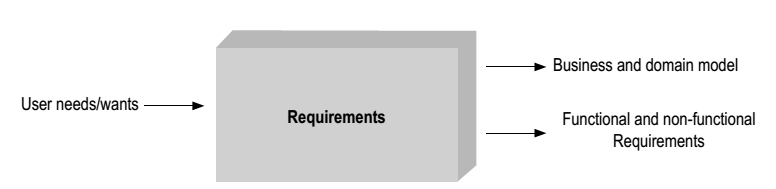 Business and domain model
User needs/wants
Requirements
Functional and non-functional
Requirements